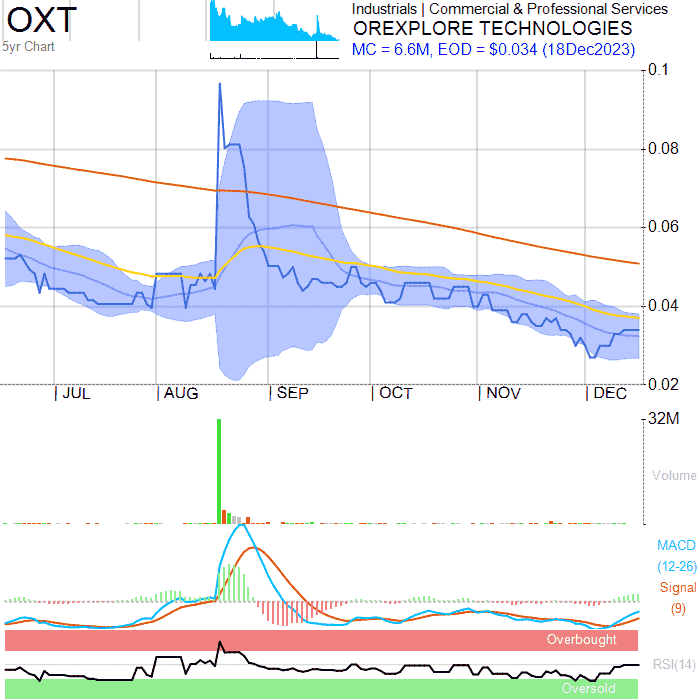 OXT
5yr Chart
Industrials | Commercial & Professional Services
OREXPLORE TECHNOLOGIES
MC = 6.6M, EOD = $0.034 (18Dec2023)
0.1
0.08
0.06
0.04
0.02
JUL AUG SEP OCT NOV DEC
32M
Volume
MACD
(12-26)
Signal
(9)
Overbought
RSI(14)
Oversold